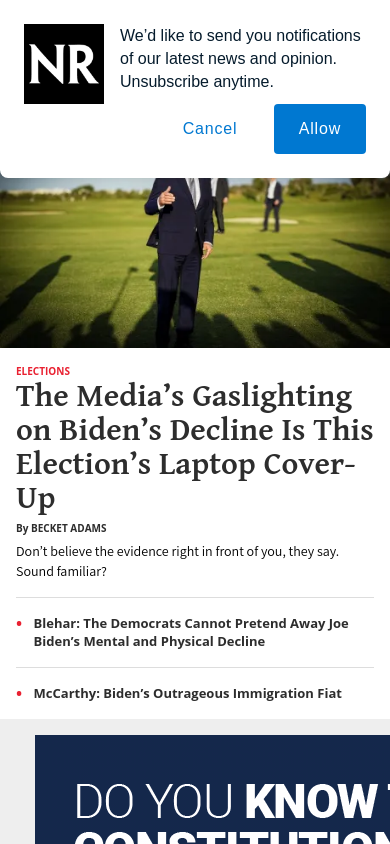 NR
We’d like to send you notifications
of our latest news and opinion.
Unsubscribe anytime.
Cancel
Allow
ELECTIONS
The Media’s Gaslighting
on Biden’s Decline Is This
Election’s Laptop Cover-
Up
By BECKET ADAMS
Don’t believe the evidence right in front of you, they say.
Sound familiar?
• Blehar: The Democrats Cannot Pretend Away Joe
Biden’s Mental and Physical Decline
• McCarthy: Biden’s Outrageous Immigration Fiat
DO YOU KNOW